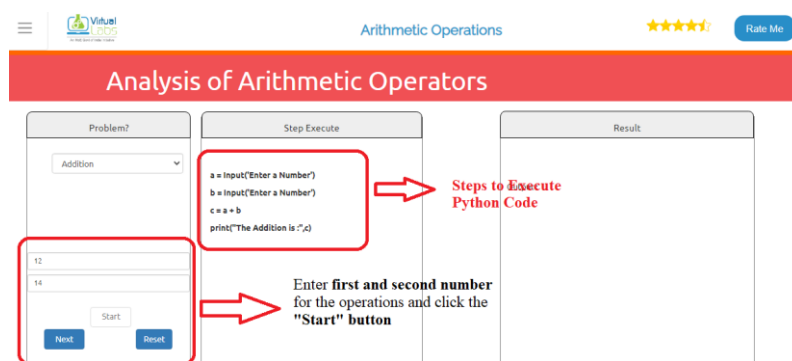 Virtual
Labs
Arithmetic Operations
Rate Me
Analysis of Arithmetic Operators
Problem?
Step Execute
Result
Addition
a = Input('Enter a Number')
b = Input('Enter a Number')
c = a + b
print("The Addition is :",c)
Steps to Execute
Python Code
12
14
Start
Next
Reset
Enter first and second number
for the operations and click the
"Start" button